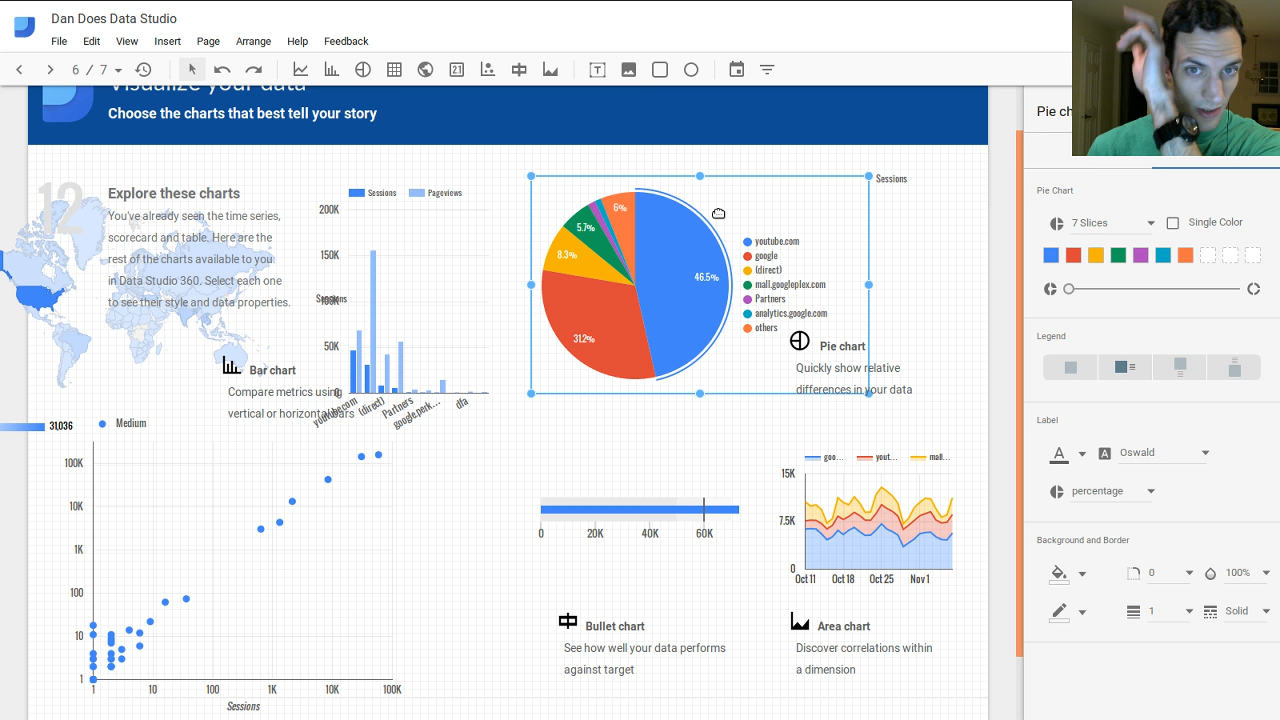 Dan Does Data Studio
File Edit View Insert Page Arrange Help Feedback
6 / 7
Visualize your data
Choose the charts that best tell your story
12
Explore these charts
You've already seen the time series,
scorecard and table. Here are the
rest of the charts available to you
in Data Studio 360. Select each one
to see their style and data properties.
Sessions Pageviews
200K
150K
100K
50K
0
Sessions
youtube.com (direct) Partners google.perk... dfa
Bar chart
Compare metrics using
vertical or horizontal bars
Sessions
46.5%
31.2%
8.3%
5.7%
6%
youtube.com
google
(direct)
mall.googleplex.com
Partners
analytics.google.com
others
Pie chart
Quickly show relative
differences in your data
31,036
Medium
100K
10K
1K
100
10
1
1 10 100 1K 10K 100K
Sessions
0 20K 40K 60K
Bullet chart
See how well your data performs
against target
goo... yout... mall...
15K
7.5K
0
Oct 11 Oct 18 Oct 25 Nov 1
Area chart
Discover correlations within
a dimension
Pie ch
Pie Chart
7 Slices Single Color
Legend
Label
A A Oswald
percentage
Background and Border
0 100%
1 Solid